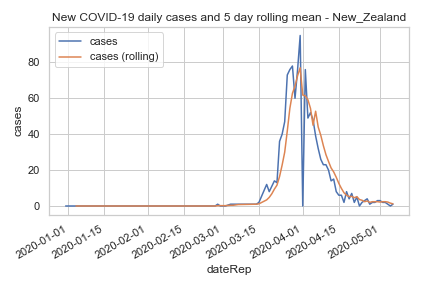 New COVID-19 daily cases and 5 day rolling mean - New_Zealand
cases
cases (rolling)
cases
80
60
40
20
0
2020-01-01
2020-01-15
2020-02-01
2020-02-15
2020-03-01
2020-03-15
2020-04-01
2020-04-15
2020-05-01
dateRep